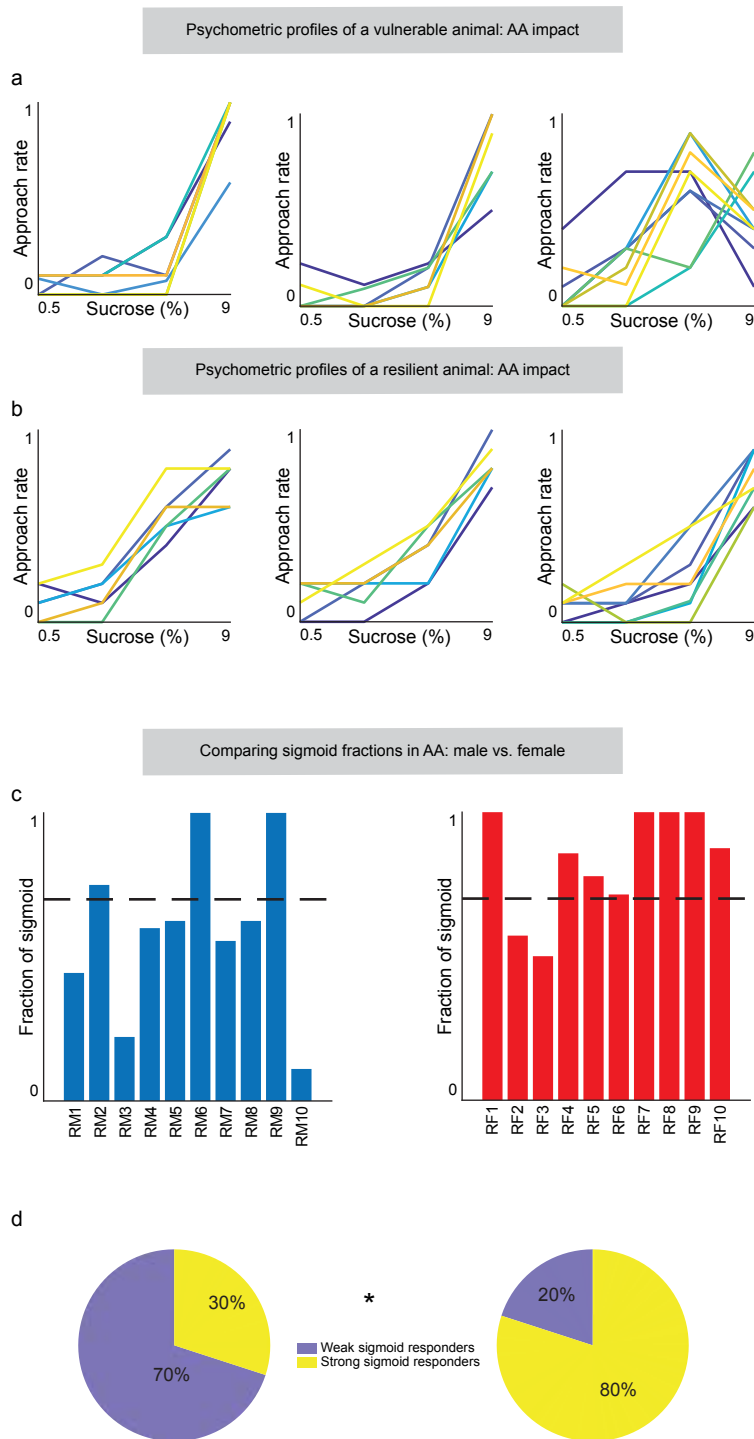 Psychometric profiles of a vulnerable animal: AA impact
a
1
Approach rate
0
0.5
Sucrose (%)
9
1
Approach rate
0
0.5
Sucrose (%)
9
1
Approach rate
0
0.5
Sucrose (%)
9
Psychometric profiles of a resilient animal: AA impact
b
1
Approach rate
0
0.5
Sucrose (%)
9
1
Approach rate
0
0.5
Sucrose (%)
9
1
Approach rate
0
0.5
Sucrose (%)
9
Comparing sigmoid fractions in AA: male vs. female
c
1
Fraction of sigmoid
0
RM1
RM2
RM3
RM4
RM5
RM6
RM7
RM8
RM9
RM10
1
Fraction of sigmoid
0
RF1
RF2
RF3
RF4
RF5
RF6
RF7
RF8
RF9
RF10
d
30%
70%
*
Weak sigmoid responders
Strong sigmoid responders
20%
80%